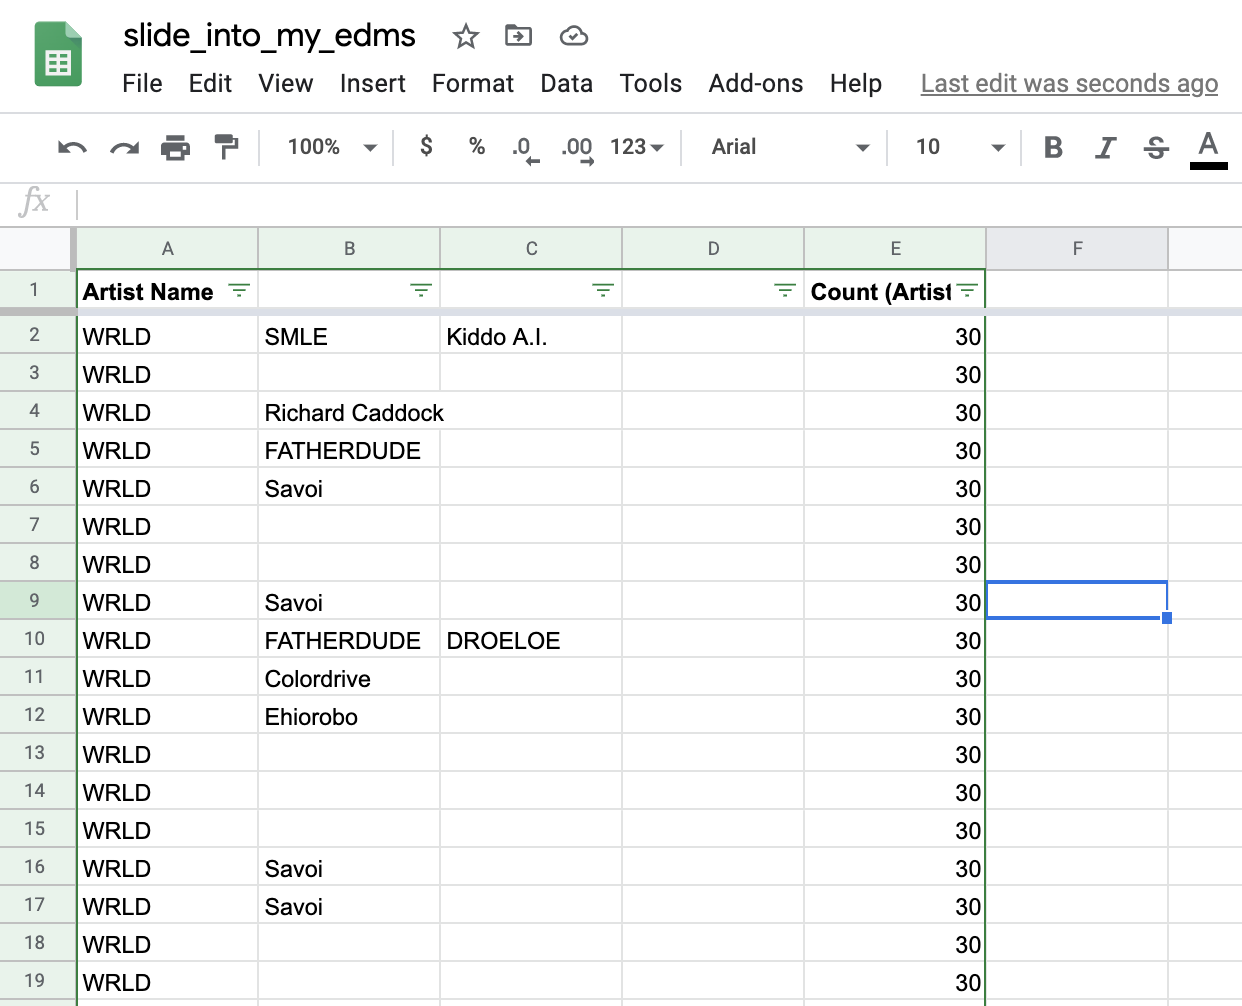 slide_into_my_edms
File Edit View Insert Format Data Tools Add-ons Help Last edit was seconds ago
100% $ % .0 .00 123 Arial 10 B I S A
fx
A B C D E F
1 Artist Name Count (Artist
2 WRLD SMLE Kiddo A.I. 30
3 WRLD 30
4 WRLD Richard Caddock 30
5 WRLD FATHERDUDE 30
6 WRLD Savoi 30
7 WRLD 30
8 WRLD 30
9 WRLD Savoi 30
10 WRLD FATHERDUDE DROELOE 30
11 WRLD Colordrive 30
12 WRLD Ehiorobo 30
13 WRLD 30
14 WRLD 30
15 WRLD 30
16 WRLD Savoi 30
17 WRLD Savoi 30
18 WRLD 30
19 WRLD 30